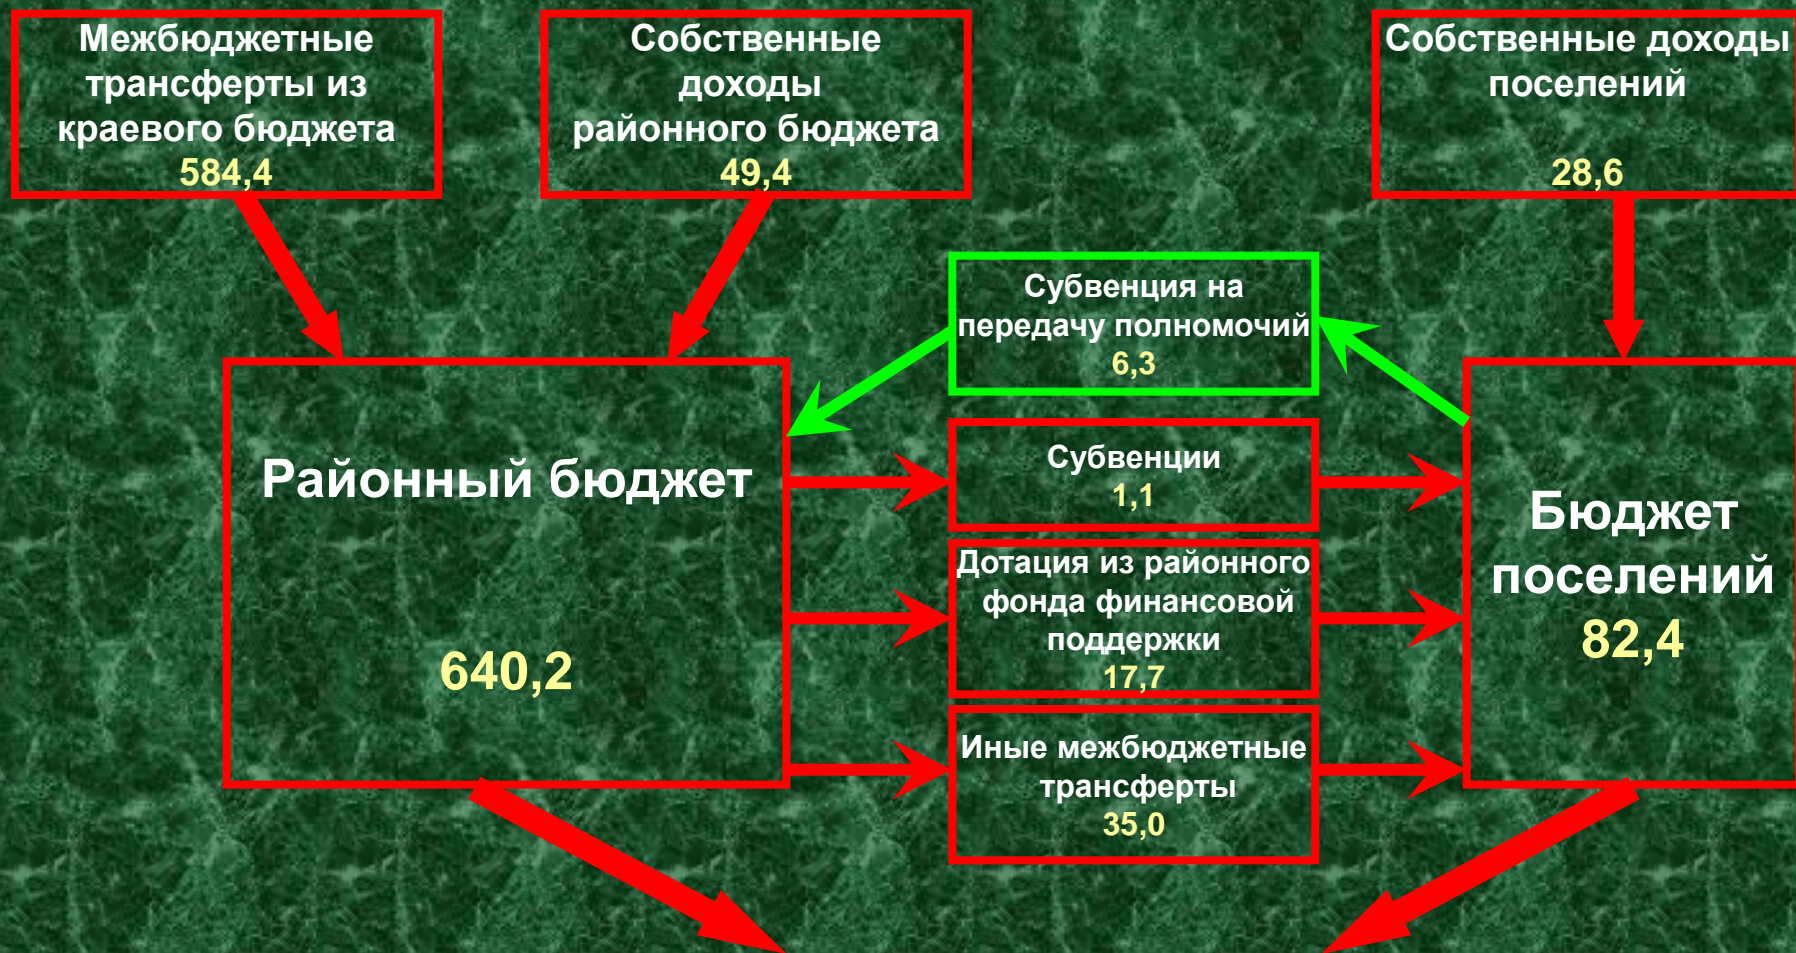 Межбюджетные
трансферты из
краевого бюджета
584,4
Собственные
доходы
районного бюджета
49,4
Собственные доходы
поселений
28,6
Субвенция на
передачу полномочий
6,3
Районный бюджет
640,2
Субвенции
1,1
Дотация из районного
фонда финансовой
поддержки
17,7
Иные межбюджетные
трансферты
35,0
Бюджет
поселений
82,4